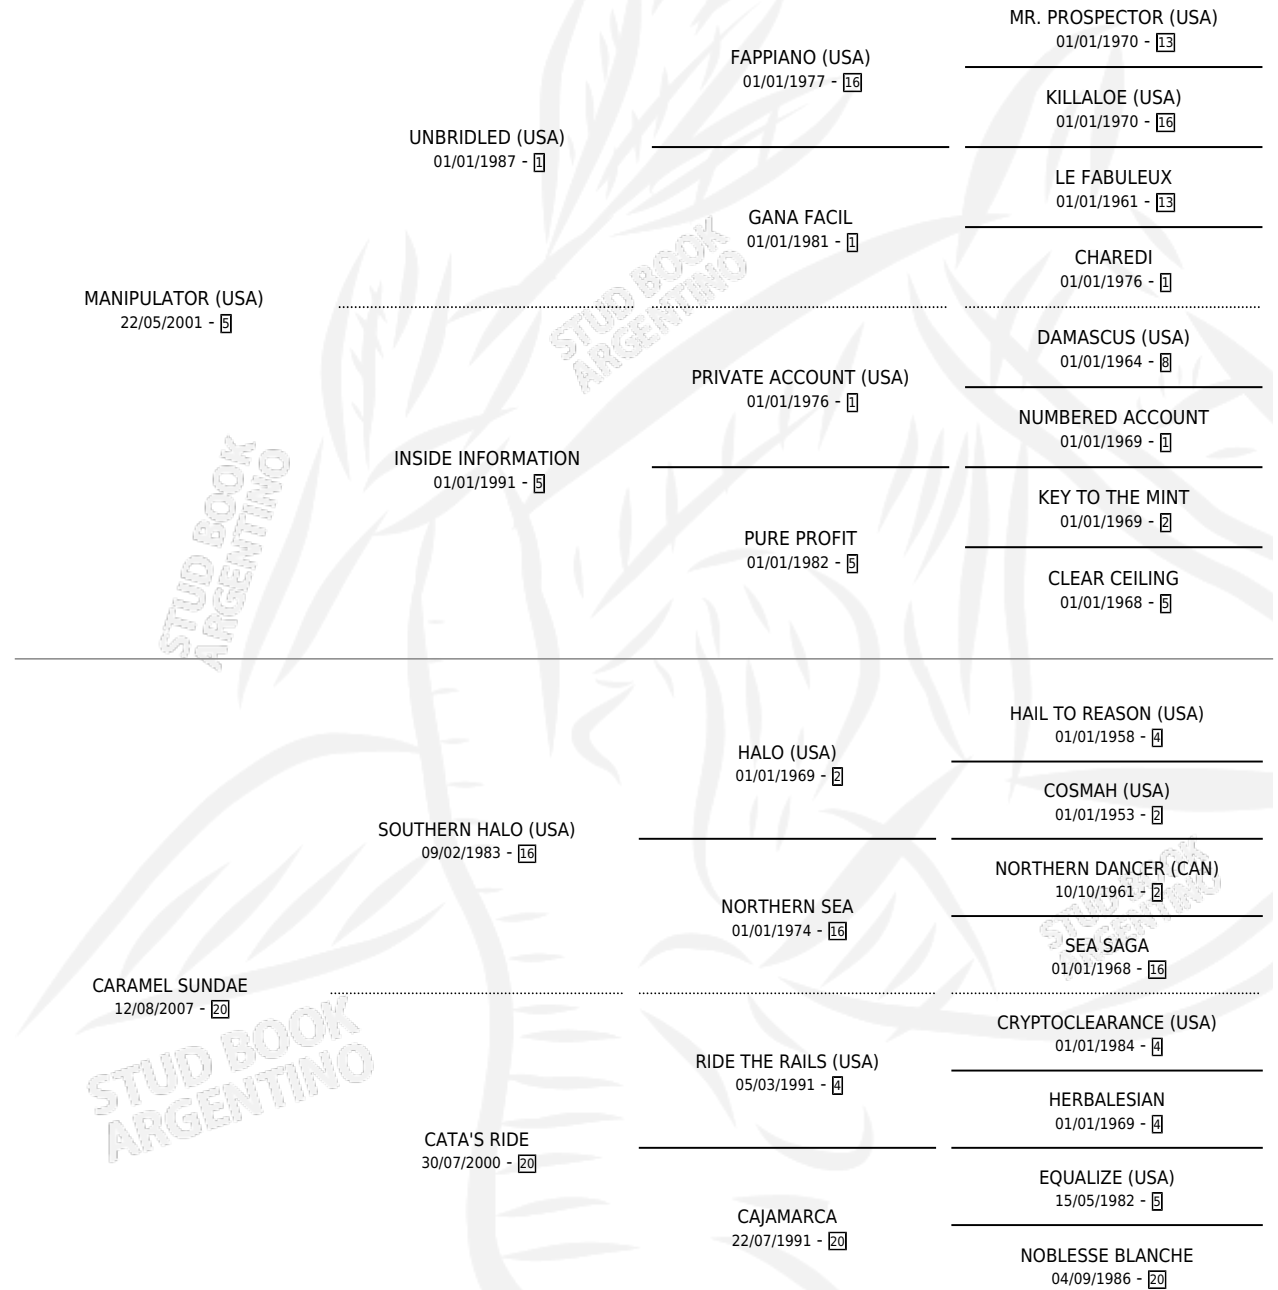 MR. PROSPECTOR (USA)
01/01/1970 - 13
FAPPIANO (USA)
01/01/1977 - 16
KILLALOE (USA)
01/01/1970 - 16
UNBRIDLED (USA)
01/01/1987 - 1
LE FABULEUX
01/01/1961 - 13
GANA FACIL
01/01/1981 - 1
CHAREDI
01/01/1976 - 1
MANIPULATOR (USA)
22/05/2001 - 5
DAMASCUS (USA)
01/01/1964 - 8
PRIVATE ACCOUNT (USA)
01/01/1976 - 1
NUMBERED ACCOUNT
01/01/1969 - 1
INSIDE INFORMATION
01/01/1991 - 5
KEY TO THE MINT
01/01/1969 - 2
PURE PROFIT
01/01/1982 - 5
CLEAR CEILING
01/01/1968 - 5
HAIL TO REASON (USA)
01/01/1958 - 4
HALO (USA)
01/01/1969 - 2
COSMAH (USA)
01/01/1953 - 2
SOUTHERN HALO (USA)
09/02/1983 - 16
NORTHERN DANCER (CAN)
10/10/1961 - 2
NORTHERN SEA
01/01/1974 - 16
SEA SAGA
01/01/1968 - 16
CARAMEL SUNDAE
12/08/2007 - 20
CRYPTOCLEARANCE (USA)
01/01/1984 - 4
RIDE THE RAILS (USA)
05/03/1991 - 4
HERBALESIAN
01/01/1969 - 4
CATA'S RIDE
30/07/2000 - 20
EQUALIZE (USA)
15/05/1982 - 5
CAJAMARCA
22/07/1991 - 20
NOBLESSE BLANCHE
04/09/1986 - 20
STUD BOOK
ARGENTINO
STUD BOOK
ARGENTINO
STUD BOOK
ARGENTINO
STUD BOOK
ARGENTINO